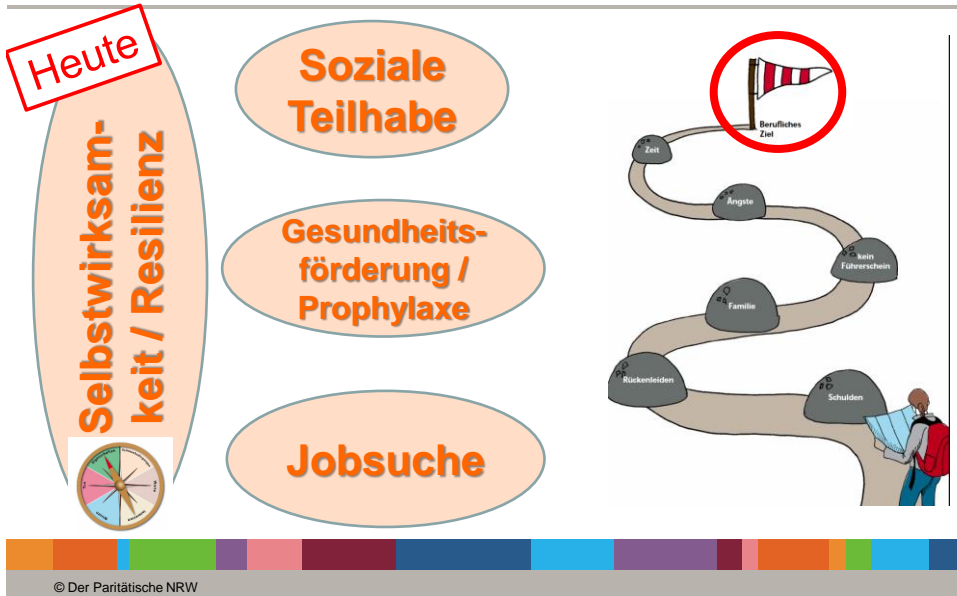 Heute
Selbstwirksam-
keit / Resilienz
Soziale
Teilhabe
Gesundheits-
förderung /
Prophylaxe
Jobsuche
Berufliches
Ziel
Zeit
Ängste
kein
Führerschein
Familie
Rückenleiden
Schulden
© Der Paritätische NRW